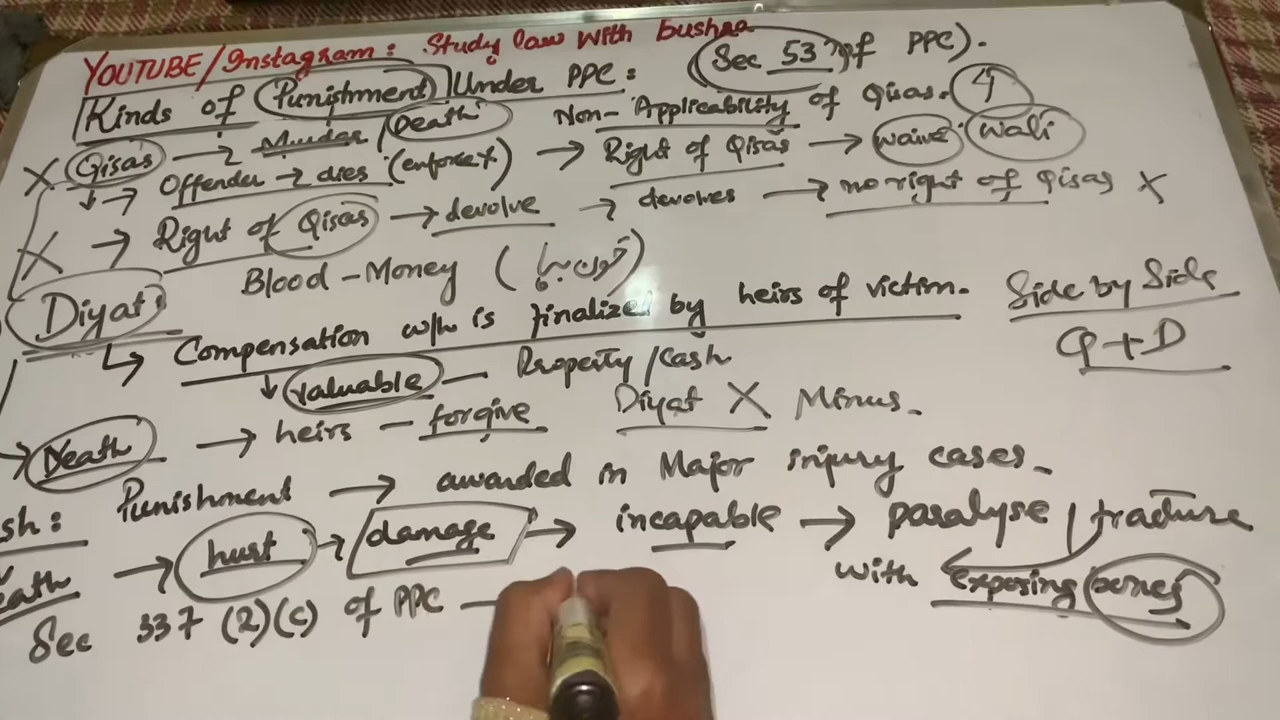 YOUTUBE/Instagram: Study law with bushra
Kinds of Punishment Under PPC: (Sec 53 of PPC).
Qisas → Murder / Death Non-Applicability of Qisas. 4
→ Offender → dies (enforce x) → Right of Qisas → waive Wali
→ Right of Qisas → devolve → devolves → no right of Qisas X
Diyat: Blood-Money (خون بہا)
Compensation w/h is finalized by heirs of victim. Side by Side
Q+D
↓ valuable — Property/Cash
→ Death → heirs — forgive Diyat X Minus.
sh: Punishment → awarded in Major injury cases.
eath → hurt → damage → incapable → paralyse / fracture
with exposing bones
Sec 337 (2)(c) of PPC —